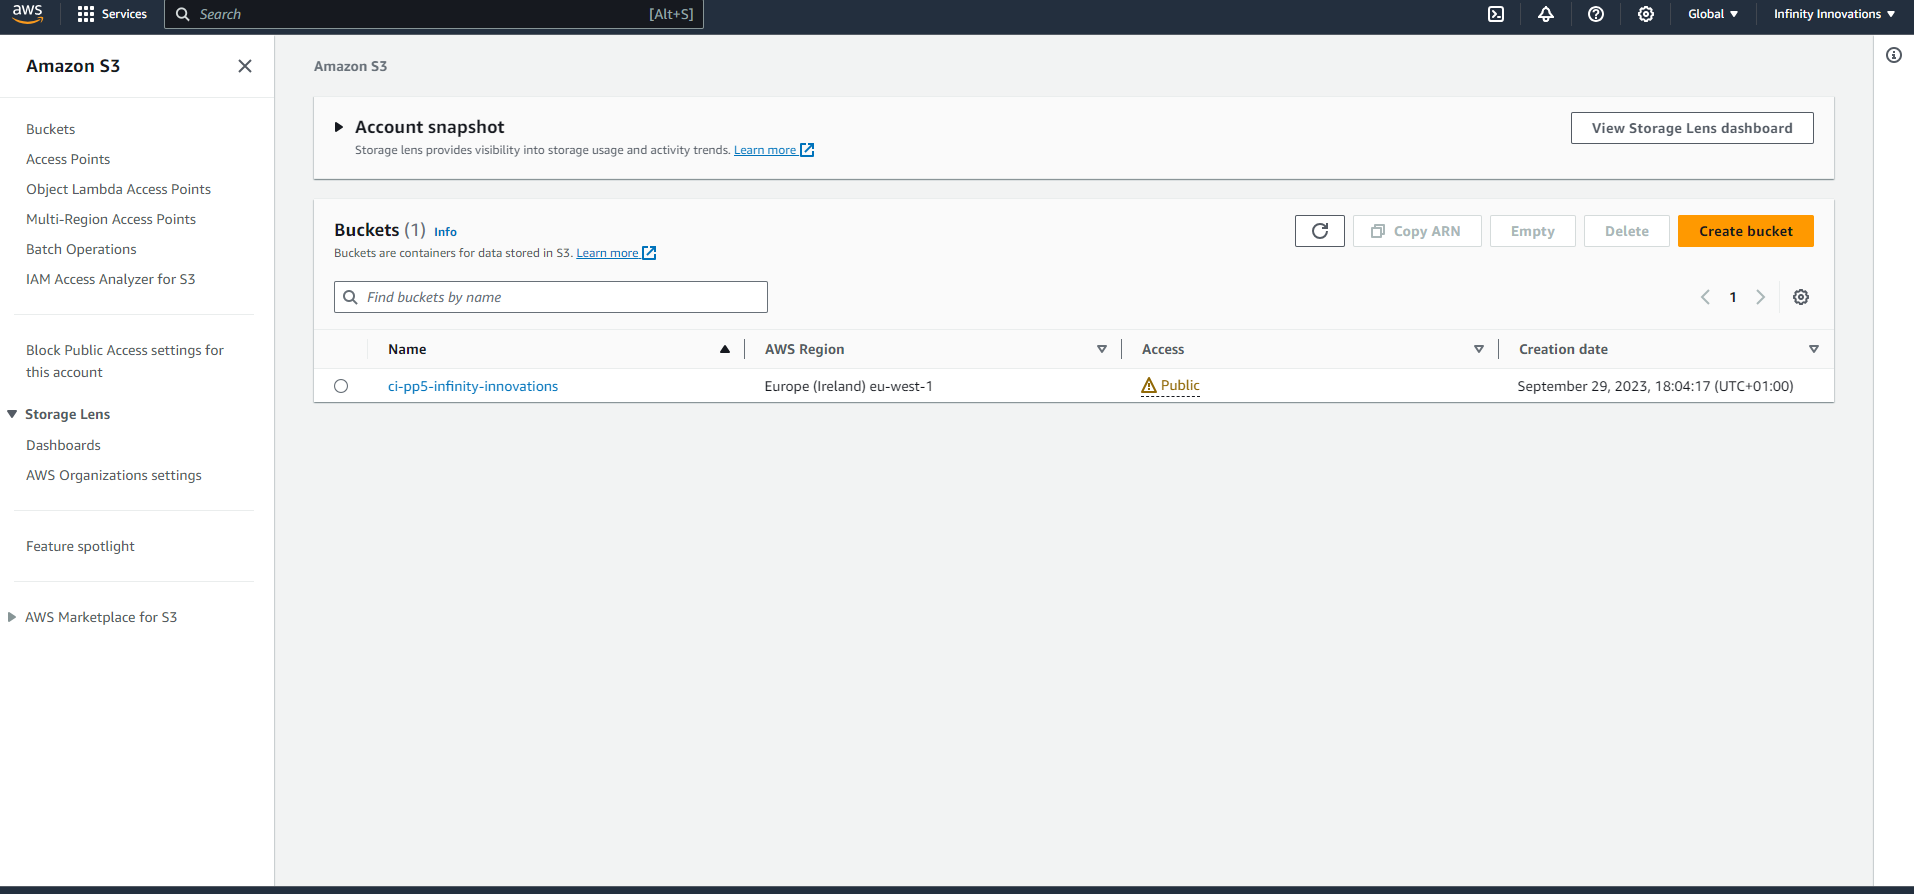 aws
Services
Search
[Alt+S]
Global
Infinity Innovations
Amazon S3
Buckets
Access Points
Object Lambda Access Points
Multi-Region Access Points
Batch Operations
IAM Access Analyzer for S3
Block Public Access settings for
this account
Storage Lens
Dashboards
AWS Organizations settings
Feature spotlight
AWS Marketplace for S3
Amazon S3
Account snapshot
Storage lens provides visibility into storage usage and activity trends. Learn more
View Storage Lens dashboard
Buckets (1) Info
Buckets are containers for data stored in S3. Learn more
Copy ARN
Empty
Delete
Create bucket
Find buckets by name
1
Name
AWS Region
Access
Creation date
ci-pp5-infinity-innovations
Europe (Ireland) eu-west-1
Public
September 29, 2023, 18:04:17 (UTC+01:00)